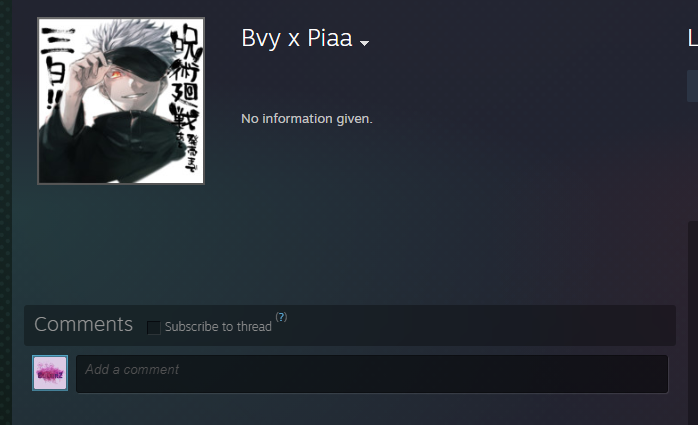 Bvy x Piaa
L
No information given.
三日!!
呪術廻戦
Comments
Subscribe to thread (?)
Add a comment